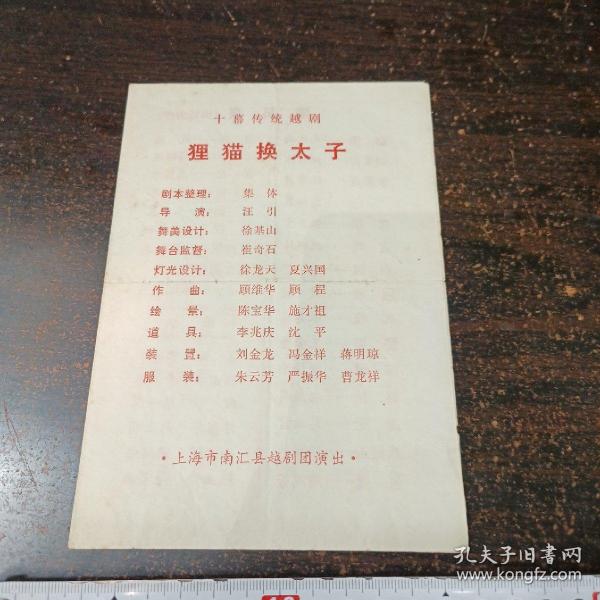 十幕传统越剧
狸猫换太子
剧本整理: 集体
导演: 汪引
舞美设计: 徐基山
舞台监督: 崔奇石
灯光设计: 徐龙天 夏兴国
作曲: 顾维华 顾程
绘景: 陈宝华 施才祖
道具: 李兆庆 沈平
装置: 刘金龙 冯金祥 蒋明琼
服装: 朱云芳 严振华 曹龙祥
·上海市南汇县越剧团演出·
孔夫子旧书网
www.kongfz.com